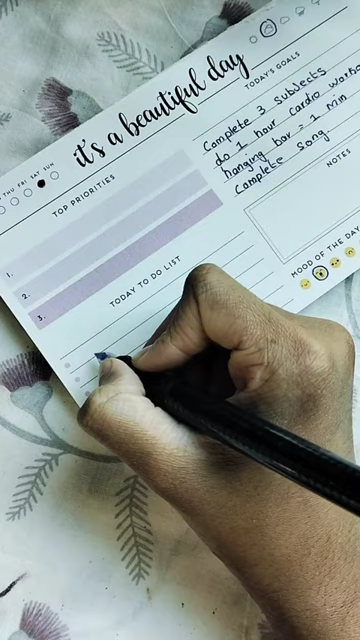 it's a beautiful day
THU FRI SAT SUN
TODAY'S GOALS
Complete 3 subjects
do 1 hour cardio
hanging bar = 1 min
Complete Song.
TOP PRIORITIES
1.
2.
3.
NOTES
TODAY TO DO LIST
MOOD OF THE DAY